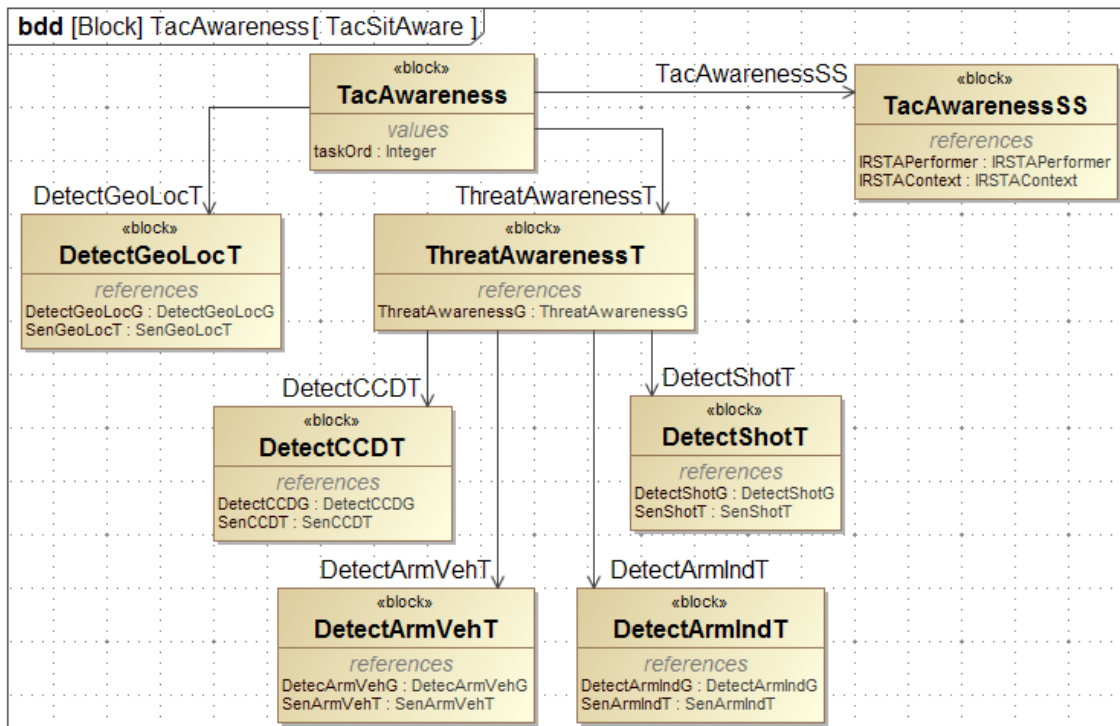 bdd [Block] TacAwareness[ TacSitAware ]
«block»
TacAwareness
values
taskOrd : Integer
TacAwarenessSS
«block»
TacAwarenessSS
references
IRSTAPerformer : IRSTAPerformer
IRSTAContext : IRSTAContext
DetectGeoLocT
«block»
DetectGeoLocT
references
DetectGeoLocG : DetectGeoLocG
SenGeoLocT : SenGeoLocT
ThreatAwarenessT
«block»
ThreatAwarenessT
references
ThreatAwarenessG : ThreatAwarenessG
DetectCCDT
«block»
DetectCCDT
references
DetectCCDG : DetectCCDG
SenCCDT : SenCCDT
DetectShotT
«block»
DetectShotT
references
DetectShotG : DetectShotG
SenShotT : SenShotT
DetectArmVehT
«block»
DetectArmVehT
references
DetecArmVehG : DetecArmVehG
SenArmVehT : SenArmVehT
DetectArmIndT
«block»
DetectArmIndT
references
DetectArmIndG : DetectArmIndG
SenArmIndT : SenArmIndT